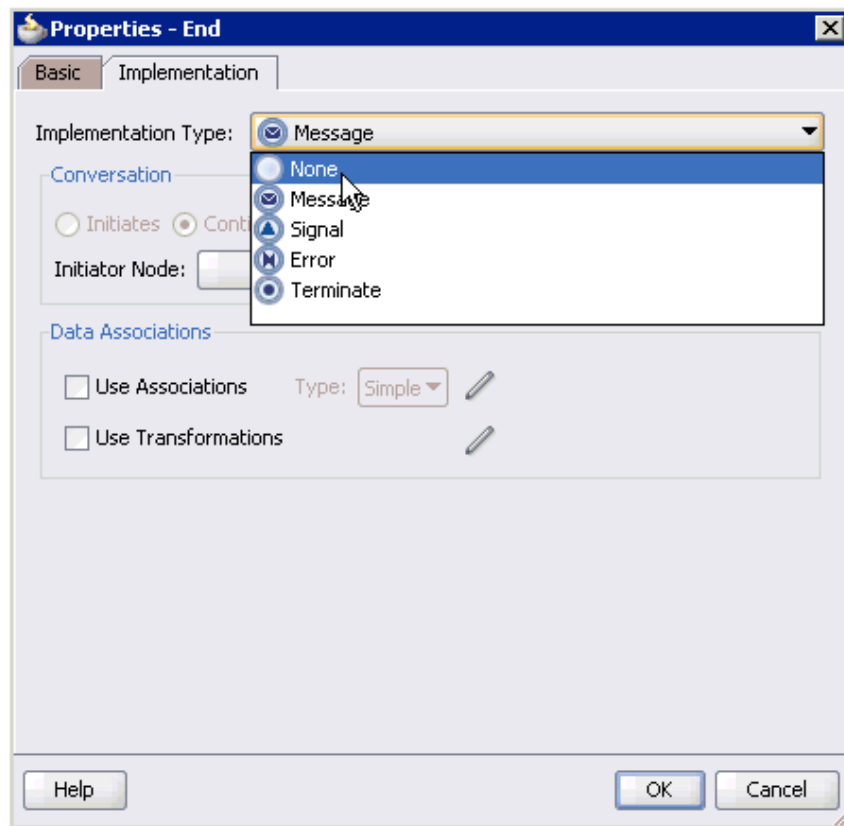 Properties - End
Basic Implementation
Implementation Type: Message
None
Conversation
Message
Initiates Conti
Signal
Initiator Node:
Error
Terminate
Data Associations
Use Associations Type: Simple
Use Transformations
Help OK Cancel